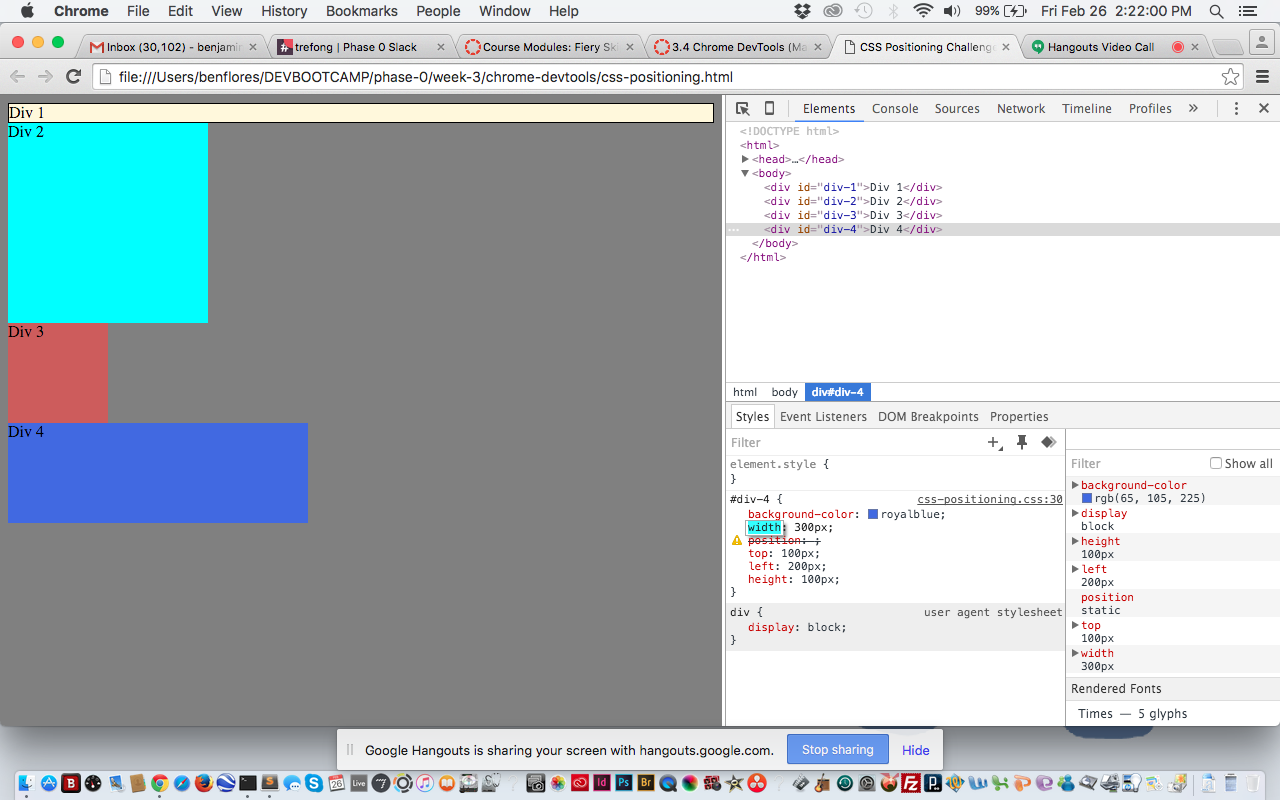 Chrome File Edit View History Bookmarks People Window Help 99% Fri Feb 26 2:22:00 PM
Inbox (30,102) - benjamin × trefong | Phase 0 Slack × Course Modules: Fiery Ski × 3.4 Chrome DevTools (Ma × CSS Positioning Challenge × Hangouts Video Call ×
file:///Users/benflores/DEVBOOTCAMP/phase-0/week-3/chrome-devtools/css-positioning.html
Div 1
Div 2
Div 3
Div 4
Elements Console Sources Network Timeline Profiles »
<!DOCTYPE html>
<html>
<head>…</head>
<body>
<div id="div-1">Div 1</div>
<div id="div-2">Div 2</div>
<div id="div-3">Div 3</div>
<div id="div-4">Div 4</div>
</body>
</html>
html body div#div-4
Styles Event Listeners DOM Breakpoints Properties
Filter
element.style {
}
#div-4 { css-positioning.css:30
background-color: royalblue;
width: 300px;
position: ;
top: 100px;
left: 200px;
height: 100px;
}
div { user agent stylesheet
display: block;
}
Filter Show all
background-color
rgb(65, 105, 225)
display
block
height
100px
left
200px
position
static
top
100px
width
300px
Rendered Fonts
Times — 5 glyphs
Google Hangouts is sharing your screen with hangouts.google.com. Stop sharing Hide